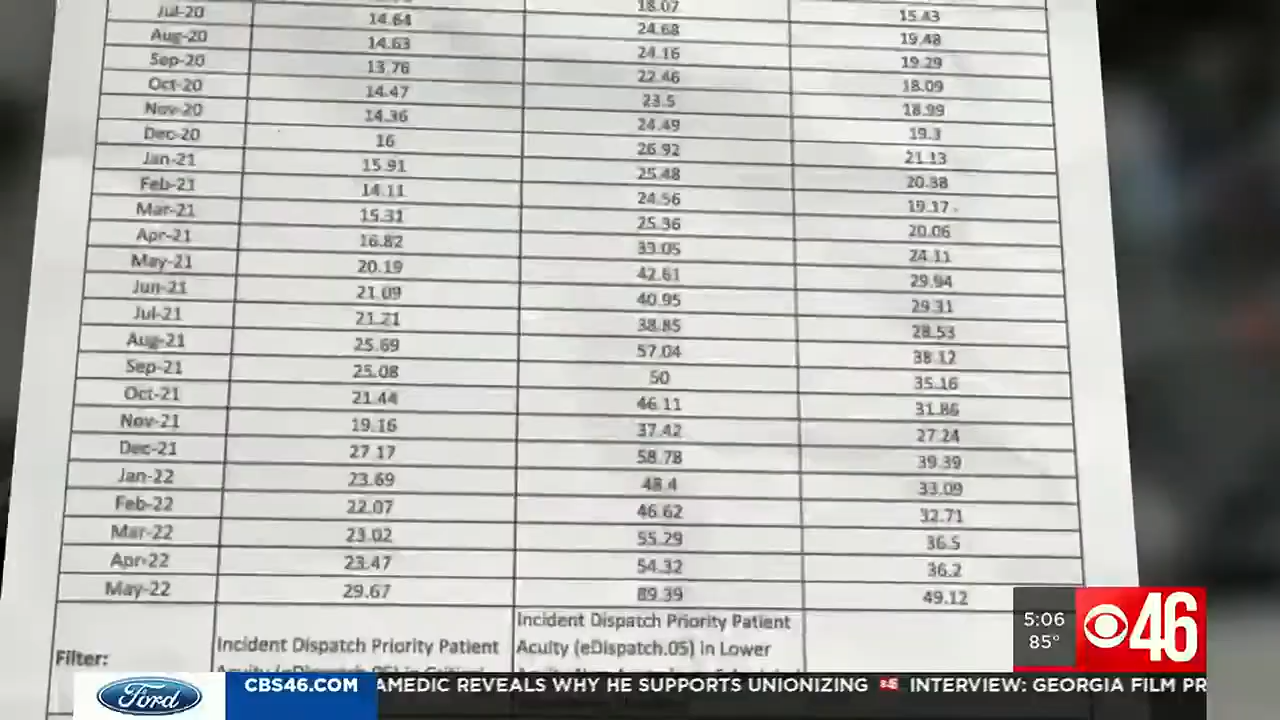 18.07 15.43
Jul-20 14.64 24.68 19.48
Aug-20 14.63 24.16 19.29
Sep-20 13.76 22.46 18.09
Oct-20 14.47 23.5 18.99
Nov-20 14.36 24.49 19.3
Dec-20 16 26.92 21.13
Jan-21 15.91 25.48 20.38
Feb-21 14.11 24.56 19.17
Mar-21 15.31 25.36 20.06
Apr-21 16.82 33.05 24.11
May-21 20.19 42.61 29.94
Jun-21 21.09 40.95 29.31
Jul-21 21.21 38.85 28.53
Aug-21 25.69 57.04 38.12
Sep-21 25.08 50 35.16
Oct-21 21.44 46.11 31.86
Nov-21 19.16 37.42 27.24
Dec-21 27.17 58.78 39.39
Jan-22 23.69 48.4 33.09
Feb-22 22.07 46.62 32.71
Mar-22 23.02 55.29 36.5
Apr-22 23.47 54.32 36.2
May-22 29.67 89.39 49.12
Filter:
Incident Dispatch Priority Patient
Incident Dispatch Priority Patient
Acuity (eDispatch.05) In Lower
5:06
85°
46
Ford
CBS46.COM
AMEDIC REVEALS WHY HE SUPPORTS UNIONIZING INTERVIEW: GEORGIA FILM PR